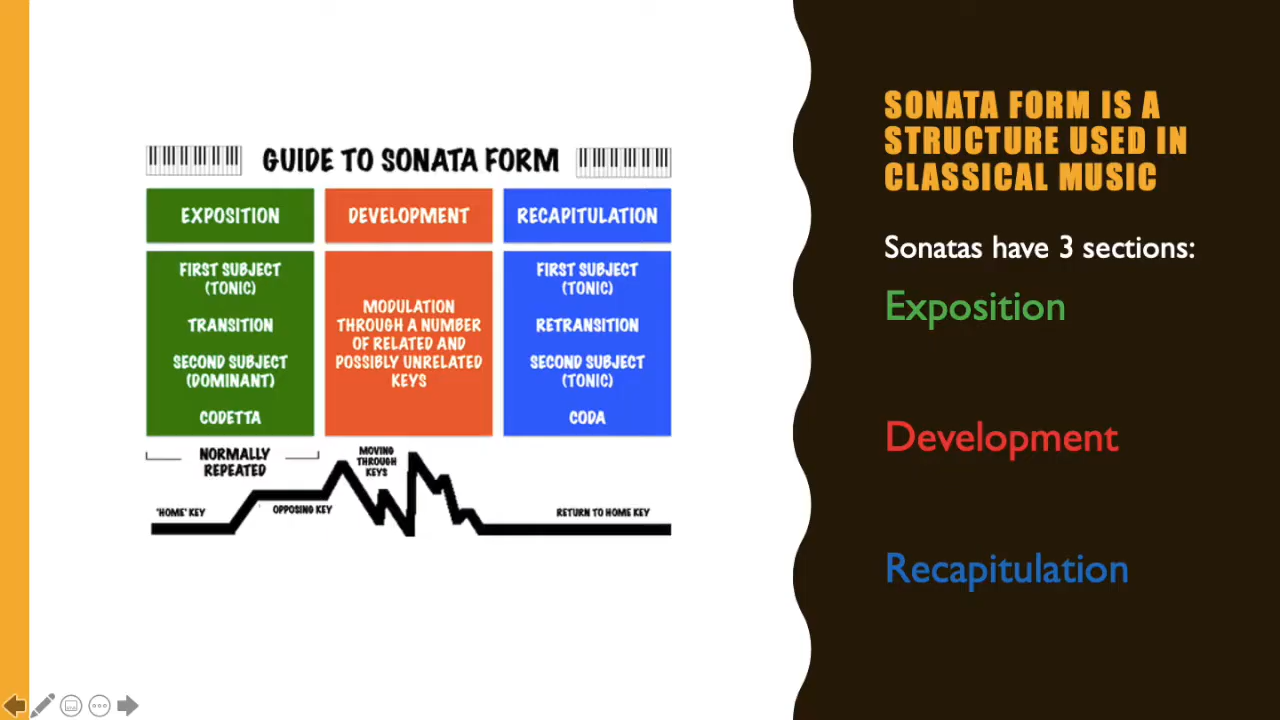 GUIDE TO SONATA FORM
EXPOSITION
FIRST SUBJECT
(TONIC)
TRANSITION
SECOND SUBJECT
(DOMINANT)
CODETTA
DEVELOPMENT
MODULATION
THROUGH A NUMBER
OF RELATED AND
POSSIBLY UNRELATED
KEYS
RECAPITULATION
FIRST SUBJECT
(TONIC)
RETRANSITION
SECOND SUBJECT
(TONIC)
CODA
NORMALLY
REPEATED
MOVING
THROUGH
KEYS
'HOME' KEY
OPPOSING KEY
RETURN TO HOME KEY
SONATA FORM IS A
STRUCTURE USED IN
CLASSICAL MUSIC
Sonatas have 3 sections:
Exposition
Development
Recapitulation